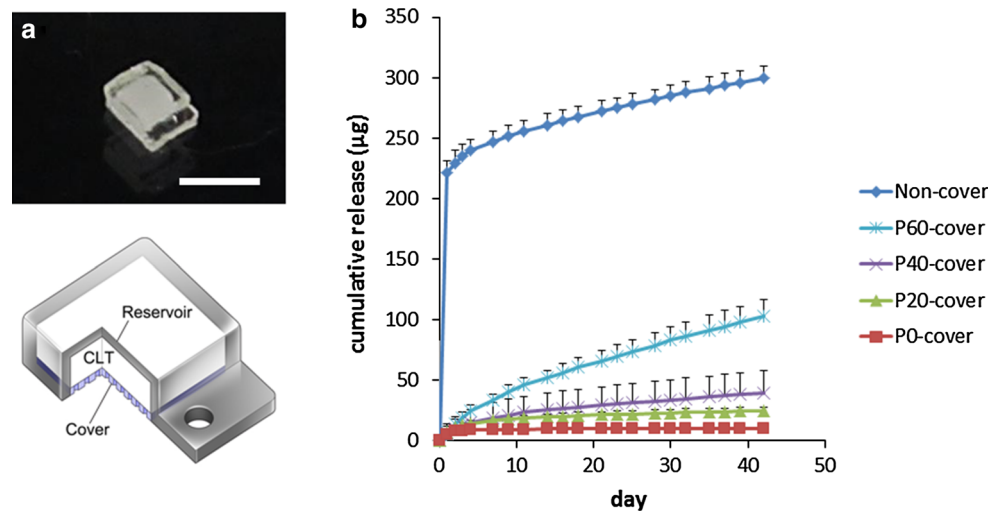 a
Reservoir
CLT
Cover
b
cumulative release (µg)
350
300
250
200
150
100
50
0
0 10 20 30 40 50
day
Non-cover
P60-cover
P40-cover
P20-cover
P0-cover